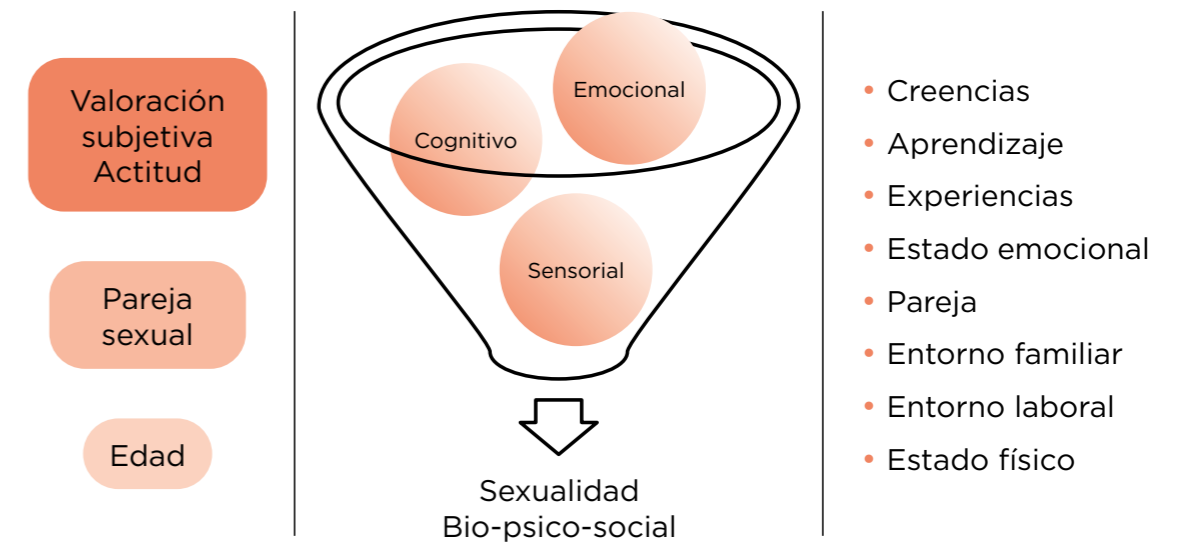 Valoración
subjetiva
Actitud
Pareja
sexual
Edad
Emocional
Cognitivo
Sensorial
Sexualidad
Bio-psico-social
• Creencias
• Aprendizaje
• Experiencias
• Estado emocional
• Pareja
• Entorno familiar
• Entorno laboral
• Estado físico